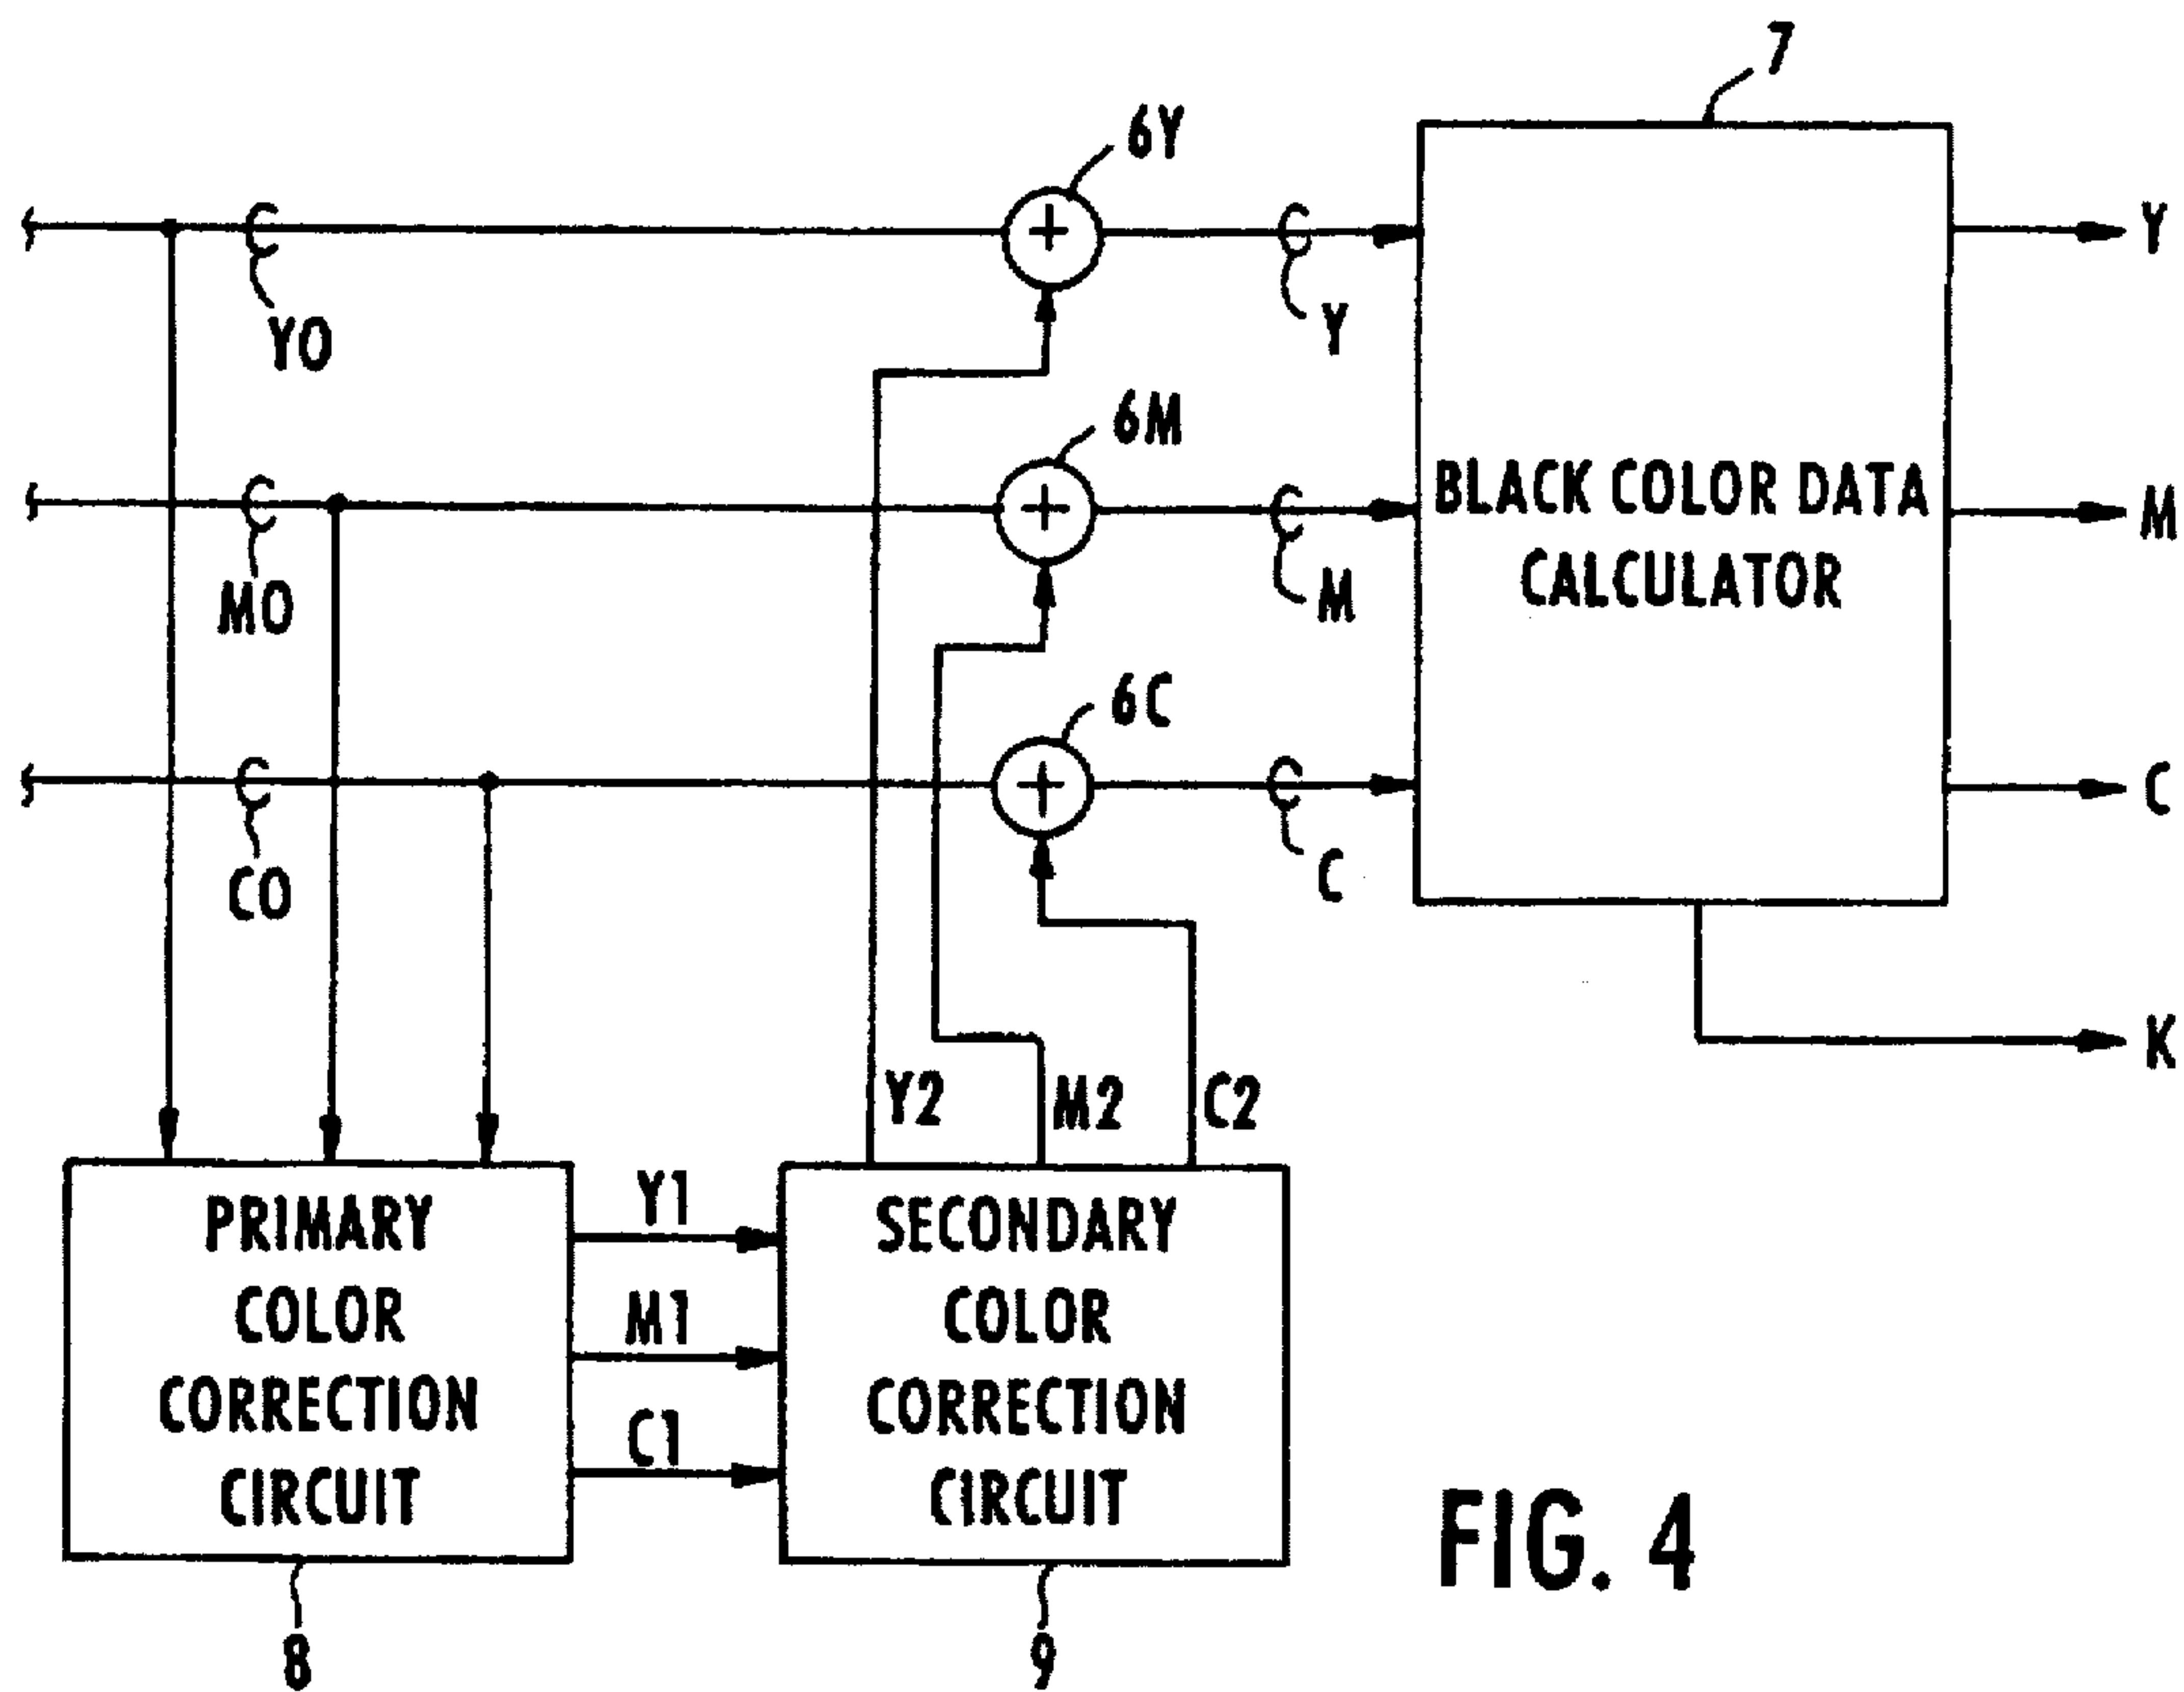 7
6Y
Y
YO
Y
6M
BLACK COLOR DATA
CALCULATOR
M
MO
M
6C
C
CO
C
K
Y2
M2
C2
PRIMARY
COLOR
CORRECTION
CIRCUIT
Y1
M1
C1
SECONDARY
COLOR
CORRECTION
CIRCUIT
8
9
FIG. 4